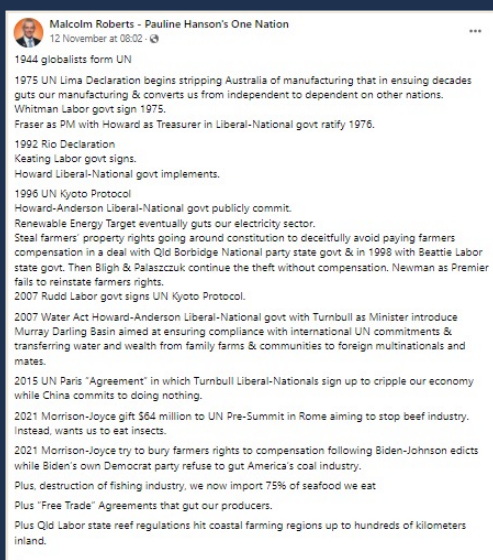 Malcolm Roberts - Pauline Hanson's One Nation
12 November at 08:02 ·
1944 globalists form UN
1975 UN Lima Declaration begins stripping Australia of manufacturing that in ensuing decades
guts our manufacturing & converts us from independent to dependent on other nations.
Whitman Labor govt sign 1975.
Fraser as PM with Howard as Treasurer in Liberal-National govt ratify 1976.
1992 Rio Declaration
Keating Labor govt signs.
Howard Liberal-National govt implements.
1996 UN Kyoto Protocol
Howard-Anderson Liberal-National govt publicly commit.
Renewable Energy Target eventually guts our electricity sector.
Steal farmers' property rights going around constitution to deceitfully avoid paying farmers
compensation in a deal with Qld Borbidge National party state govt & in 1998 with Beattie Labor
state govt. Then Bligh & Palaszczuk continue the theft without compensation. Newman as Premier
fails to reinstate farmers rights.
2007 Rudd Labor govt signs UN Kyoto Protocol.
2007 Water Act Howard-Anderson Liberal-National govt with Turnbull as Minister introduce
Murray Darling Basin aimed at ensuring compliance with international UN commitments &
transferring water and wealth from family farms & communities to foreign multinationals and
mates.
2015 UN Paris "Agreement" in which Turnbull Liberal-Nationals sign up to cripple our economy
while China commits to doing nothing.
2021 Morrison-Joyce gift $64 million to UN Pre-Summit in Rome aiming to stop beef industry.
Instead, wants us to eat insects.
2021 Morrison-Joyce try to bury farmers rights to compensation following Biden-Johnson edicts
while Biden's own Democrat party refuse to gut America's coal industry.
Plus, destruction of fishing industry, we now import 75% of seafood we eat
Plus "Free Trade" Agreements that gut our producers.
Plus Qld Labor state reef regulations hit coastal farming regions up to hundreds of kilometers
inland.